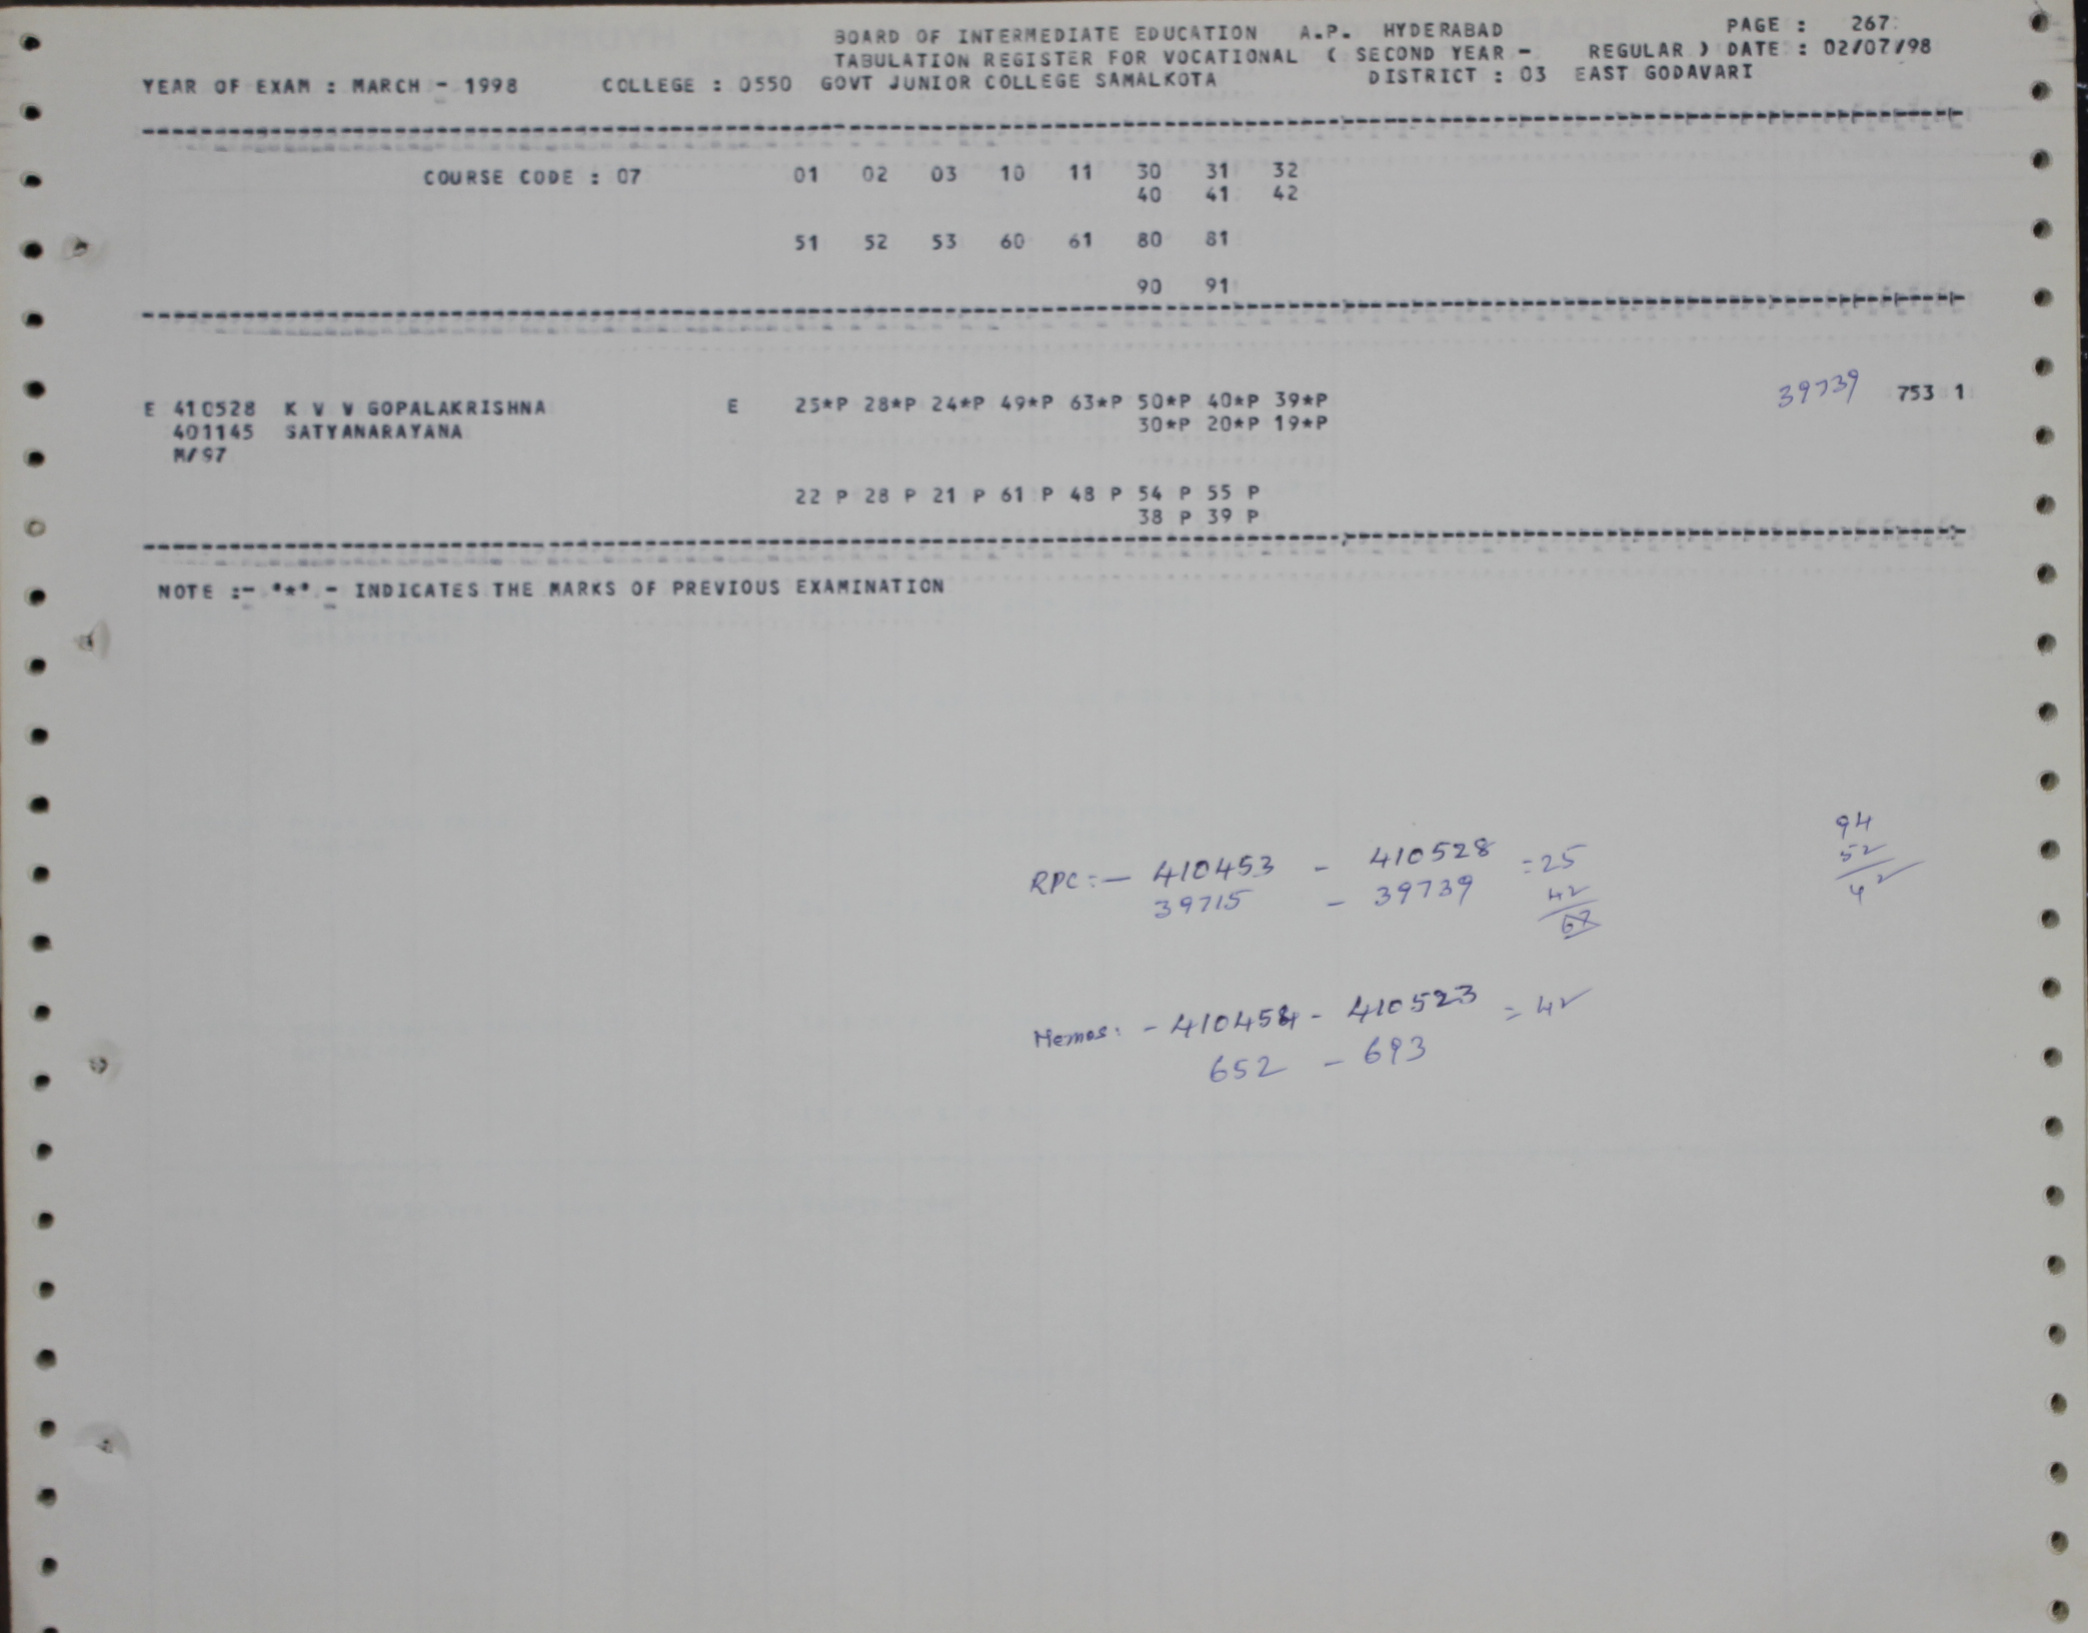 BOARD OF INTERMEDIATE EDUCATION A.P. HYDERABAD PAGE : 267
TABULATION REGISTER FOR VOCATIONAL ( SECOND YEAR - REGULAR ) DATE : 02/07/98
YEAR OF EXAM : MARCH - 1998 COLLEGE : 0550 GOVT JUNIOR COLLEGE SAMALKOTA DISTRICT : 03 EAST GODAVARI
COURSE CODE : 07 01 02 03 10 11 30 31 32
40 41 42
51 52 53 60 61 80 81
90 91
E 410528 K V V GOPALAKRISHNA E 25*P 28*P 24*P 49*P 63*P 50*P 40*P 39*P 39739 753 1
401145 SATYANARAYANA 30*P 20*P 19*P
M/97
22 P 28 P 21 P 61 P 48 P 54 P 55 P
38 P 39 P
NOTE :- "*" - INDICATES THE MARKS OF PREVIOUS EXAMINATION
94
52
42
RPC :- 410453 - 410528 = 25
39715 - 39739 42
67
Memos: - 410454 - 410523 = 42
652 - 693